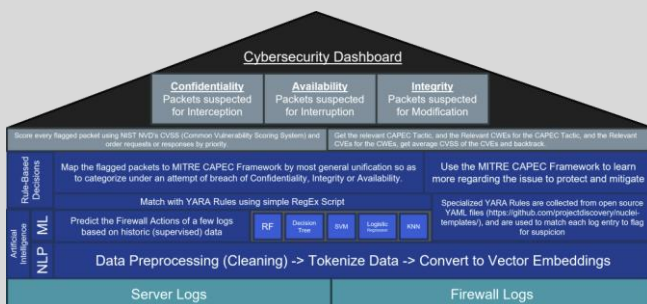 Cybersecurity Dashboard
Confidentiality
Packets suspected
for Interception
Availability
Packets suspected
for Interruption
Integrity
Packets suspected
for Modification
Score every flagged packet using NIST NVD's CVSS (Common Vulnerability Scoring System) and
order requests or responses by priority.
Get the relevant CAPEC Tactic, and the Relevant CWEs for the CAPEC Tactic, and the Relevant
CVEs for the CWEs, get average CVSS of the CVEs and backtrack.
Rule-Based
Decisions
Map the flagged packets to MITRE CAPEC Framework by most general unification so as
to categorize under an attempt of breach of Confidentiality, Integrity or Availability.
Use the MITRE CAPEC Framework to learn
more regarding the issue to protect and mitigate
Match with YARA Rules using simple RegEx Script
Specialized YARA Rules are collected from open source
YAML files (https://github.com/projectdiscovery/nuclei-
templates/), and are used to match each log entry to flag
for suspicion
Artificial
Intelligence
ML
Predict the Firewall Actions of a few logs
based on historic (supervised) data
RF
Decision
Tree
SVM
Logistic
Regression
KNN
NLP
Data Preprocessing (Cleaning) -> Tokenize Data -> Convert to Vector Embeddings
Server Logs
Firewall Logs